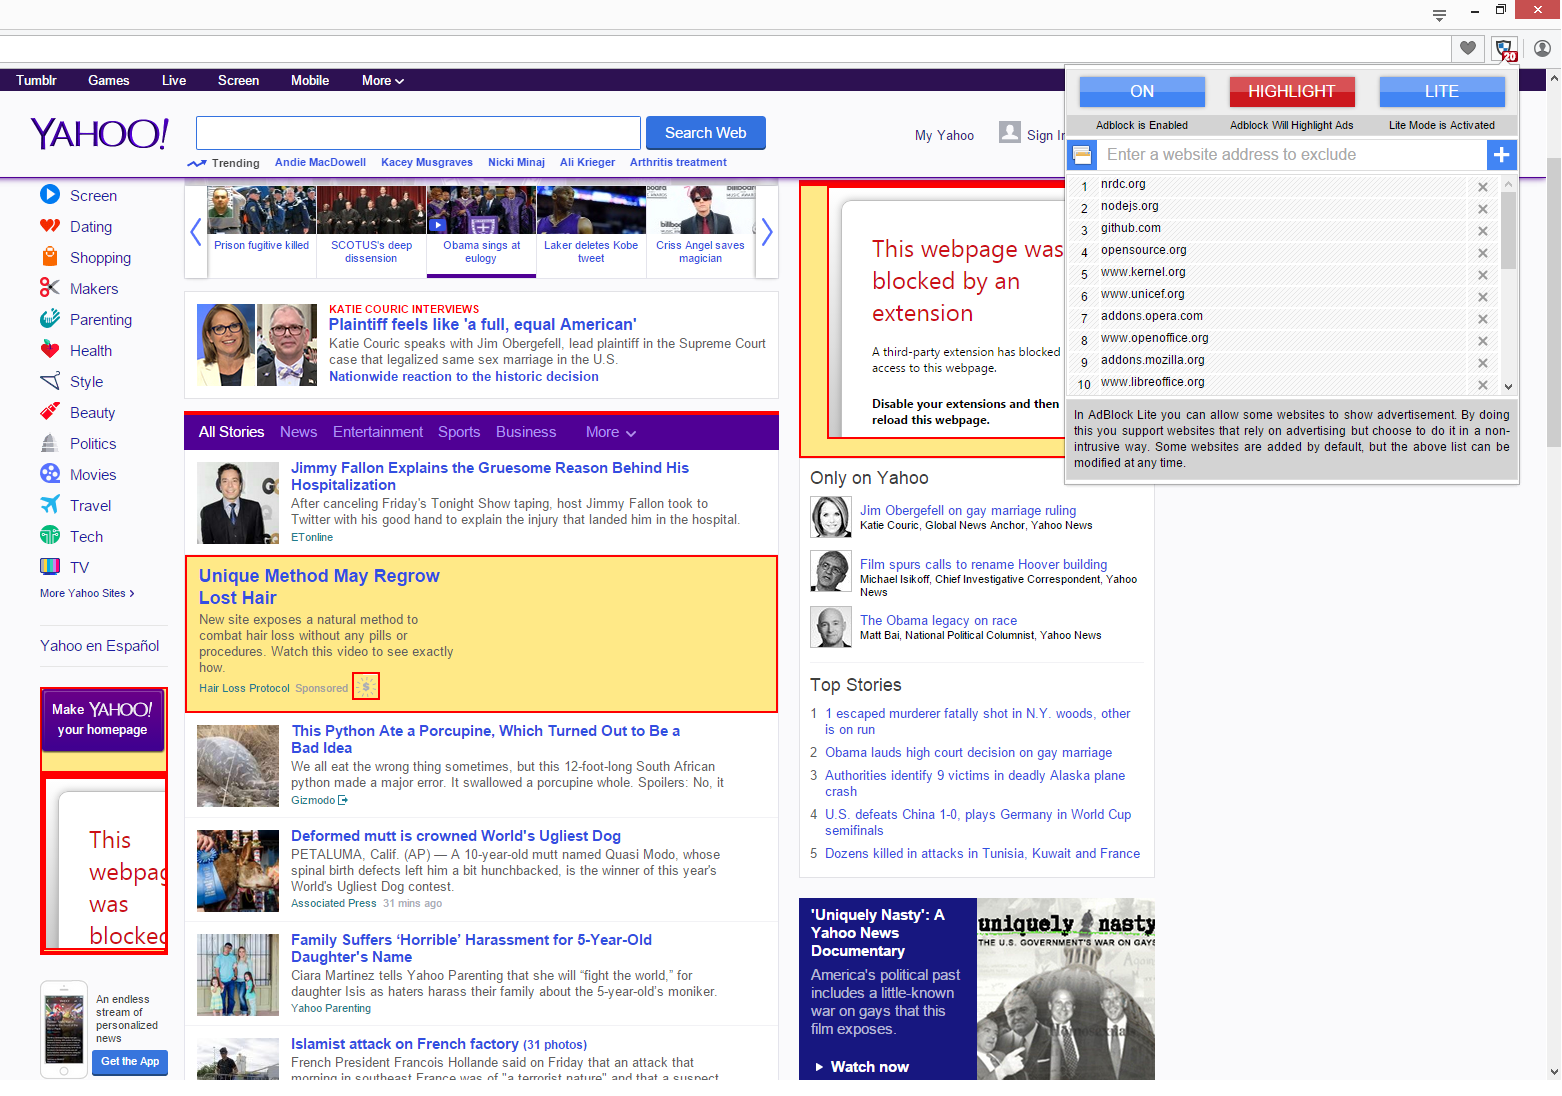 20
Tumblr Games Live Screen Mobile More
ON HIGHLIGHT LITE
Adblock is Enabled Adblock Will Highlight Ads Lite Mode is Activated
Enter a website address to exclude
1 nrdc.org
2 nodejs.org
3 github.com
4 opensource.org
5 www.kernel.org
6 www.unicef.org
7 addons.opera.com
8 www.openoffice.org
9 addons.mozilla.org
10 www.libreoffice.org
In AdBlock Lite you can allow some websites to show advertisement. By doing
this you support websites that rely on advertising but choose to do it in a non-
intrusive way. Some websites are added by default, but the above list can be
modified at any time.
YAHOO!
Search Web
My Yahoo Sign In
Trending Andie MacDowell Kacey Musgraves Nicki Minaj Ali Krieger Arthritis treatment
Screen
Dating
Shopping
Makers
Parenting
Health
Style
Beauty
Politics
Movies
Travel
Tech
TV
More Yahoo Sites >
Yahoo en Español
Make YAHOO!
your homepage
This
webpag
was
blocked
An endless
stream of
personalized
news
Get the App
Prison fugitive killed
SCOTUS's deep
dissension
Obama sings at
eulogy
Laker deletes Kobe
tweet
Criss Angel saves
magician
KATIE COURIC INTERVIEWS
Plaintiff feels like 'a full, equal American'
Katie Couric speaks with Jim Obergefell, lead plaintiff in the Supreme Court
case that legalized same sex marriage in the U.S.
Nationwide reaction to the historic decision
All Stories News Entertainment Sports Business More
Jimmy Fallon Explains the Gruesome Reason Behind His
Hospitalization
After canceling Friday's Tonight Show taping, host Jimmy Fallon took to
Twitter with his good hand to explain the injury that landed him in the hospital.
ETonline
Unique Method May Regrow
Lost Hair
New site exposes a natural method to
combat hair loss without any pills or
procedures. Watch this video to see exactly
how.
Hair Loss Protocol Sponsored $
This Python Ate a Porcupine, Which Turned Out to Be a
Bad Idea
We all eat the wrong thing sometimes, but this 12-foot-long South African
python made a major error. It swallowed a porcupine whole. Spoilers: No, it
Gizmodo
Deformed mutt is crowned World's Ugliest Dog
PETALUMA, Calif. (AP) — A 10-year-old mutt named Quasi Modo, whose
spinal birth defects left him a bit hunchbacked, is the winner of this year's
World's Ugliest Dog contest.
Associated Press 31 mins ago
Family Suffers ‘Horrible’ Harassment for 5-Year-Old
Daughter's Name
Ciara Martinez tells Yahoo Parenting that she will “fight the world,” for
daughter Isis as haters harass their family about the 5-year-old's moniker.
Yahoo Parenting
Islamist attack on French factory (31 photos)
French President Francois Hollande said on Friday that an attack that
morning in southeast France was of "a terrorist nature" and that a suspect
This webpage was
blocked by an
extension
A third-party extension has blocked
access to this webpage.
Disable your extensions and then
reload this webpage.
Only on Yahoo
Jim Obergefell on gay marriage ruling
Katie Couric, Global News Anchor, Yahoo News
Film spurs calls to rename Hoover building
Michael Isikoff, Chief Investigative Correspondent, Yahoo
News
The Obama legacy on race
Matt Bai, National Political Columnist, Yahoo News
Top Stories
1 1 escaped murderer fatally shot in N.Y. woods, other
is on run
2 Obama lauds high court decision on gay marriage
3 Authorities identify 9 victims in deadly Alaska plane
crash
4 U.S. defeats China 1-0, plays Germany in World Cup
semifinals
5 Dozens killed in attacks in Tunisia, Kuwait and France
'Uniquely Nasty': A
Yahoo News
Documentary
America's political past
includes a little-known
war on gays that this
film exposes.
Watch now
uniquely nasty
THE U.S. GOVERNMENT'S WAR ON GAYS